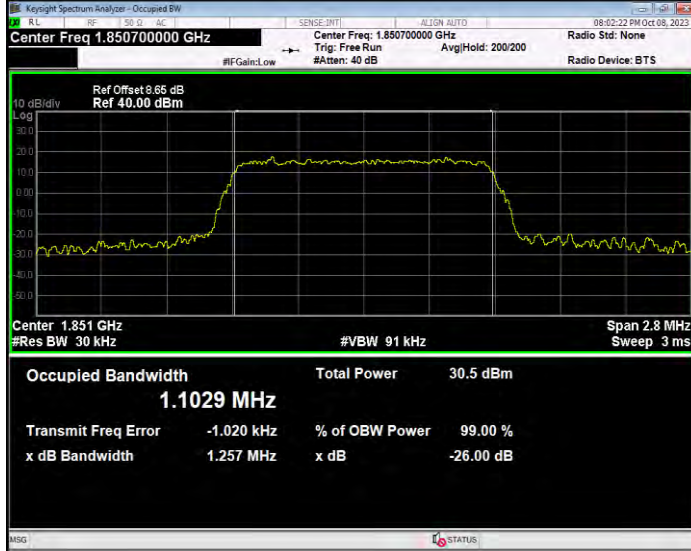 Keysight Spectrum Analyzer - Occupied BW
RL RF 50 Ω AC SENSE:INT ALIGN AUTO 08:02:22 PM Oct 08, 2023
Center Freq 1.850700000 GHz
Center Freq: 1.850700000 GHz
Radio Std: None
Trig: Free Run Avg|Hold: 200/200
#IFGain:Low #Atten: 40 dB Radio Device: BTS
Ref Offset 8.65 dB
10 dB/div Ref 40.00 dBm
Log
30.0
20.0
10.0
0.00
-10.0
-20.0
-30.0
-40.0
-50.0
Center 1.851 GHz Span 2.8 MHz
#Res BW 30 kHz #VBW 91 kHz Sweep 3 ms
Occupied Bandwidth Total Power 30.5 dBm
1.1029 MHz
Transmit Freq Error -1.020 kHz % of OBW Power 99.00 %
x dB Bandwidth 1.257 MHz x dB -26.00 dB
MSG STATUS